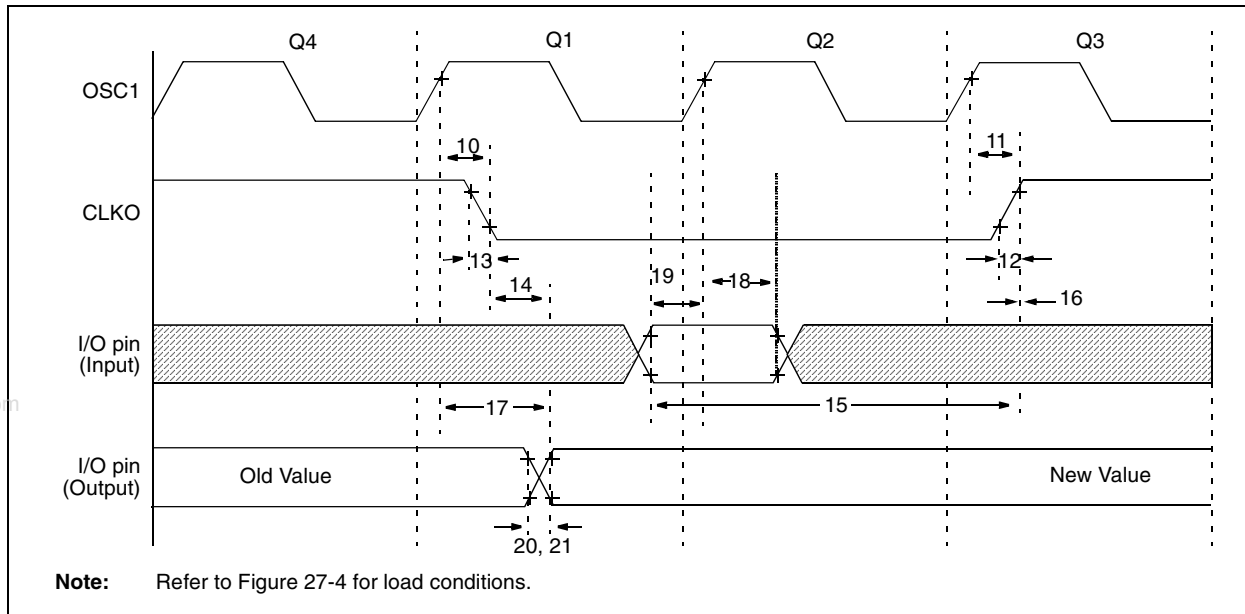 Q4 Q1 Q2 Q3
OSC1
10 11
CLKO
13 14 19 18 12
16
I/O pin
(Input)
om
17 15
I/O pin
(Output)
Old Value New Value
20, 21
Note: Refer to Figure 27-4 for load conditions.